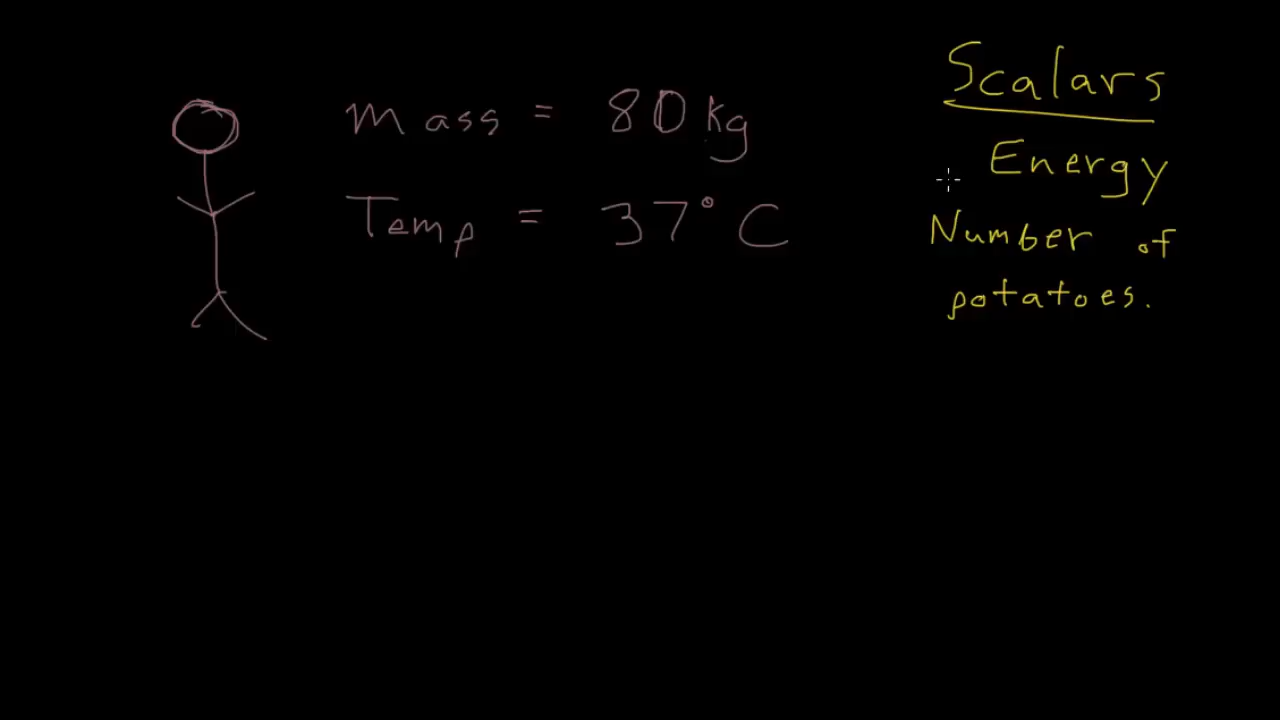 Mass = 80 kg
Temp = 37° C
Scalars
Energy
Number of
potatoes.